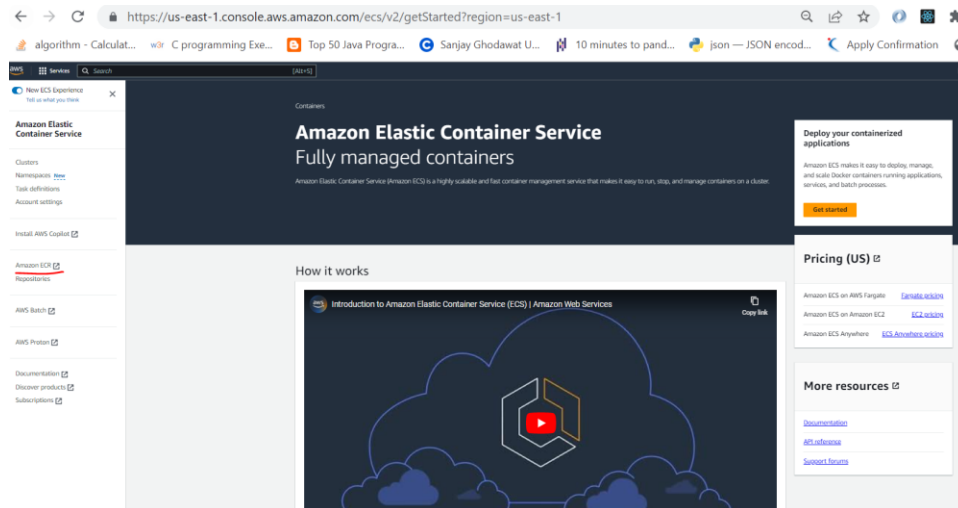 https://us-east-1.console.aws.amazon.com/ecs/v2/getStarted?region=us-east-1
algorithm - Calculat...
w3r
C programming Exe...
Top 50 Java Progra...
Sanjay Ghodawat U...
10 minutes to pand...
json — JSON encod...
Apply Confirmation
aws
Services
Search
[Alt+S]
New ECS Experience
Tell us what you think
Amazon Elastic
Container Service
Clusters
Namespaces New
Task definitions
Account settings
Install AWS Copilot
Amazon ECR
Repositories
AWS Batch
AWS Proton
Documentation
Discover products
Subscriptions
Containers
Amazon Elastic Container Service
Fully managed containers
Amazon Elastic Container Service (Amazon ECS) is a highly scalable and fast container management service that makes it easy to run, stop, and manage containers on a cluster.
Deploy your containerized
applications
Amazon ECS makes it easy to deploy, manage,
and scale Docker containers running applications,
services, and batch processes.
Get started
Pricing (US)
Amazon ECS on AWS Fargate Fargate pricing
Amazon ECS on Amazon EC2 EC2 pricing
Amazon ECS Anywhere ECS Anywhere pricing
More resources
Documentation
API reference
Support forums
How it works
aws
Introduction to Amazon Elastic Container Service (ECS) | Amazon Web Services
Copy link